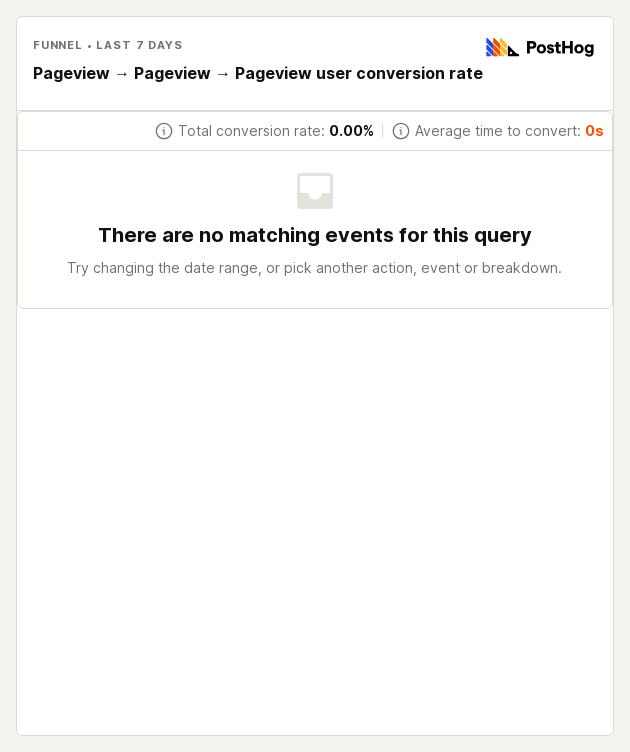 FUNNEL • LAST 7 DAYS
PostHog
Pageview → Pageview → Pageview user conversion rate
Total conversion rate: 0.00% Average time to convert: 0s
There are no matching events for this query
Try changing the date range, or pick another action, event or breakdown.